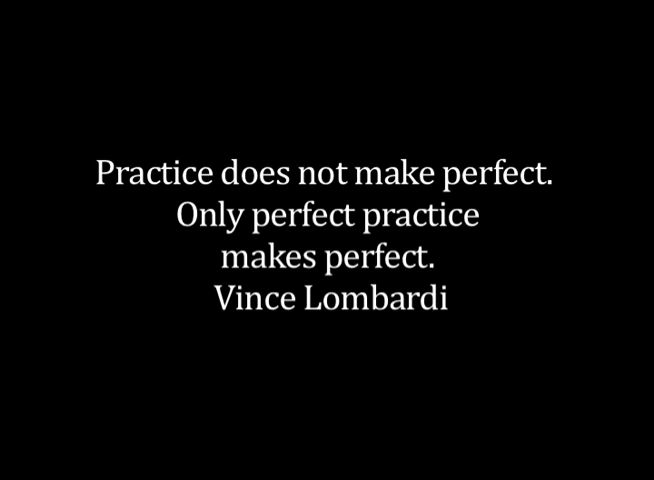 Practice does not make perfect.
Only perfect practice
makes perfect.
Vince Lombardi